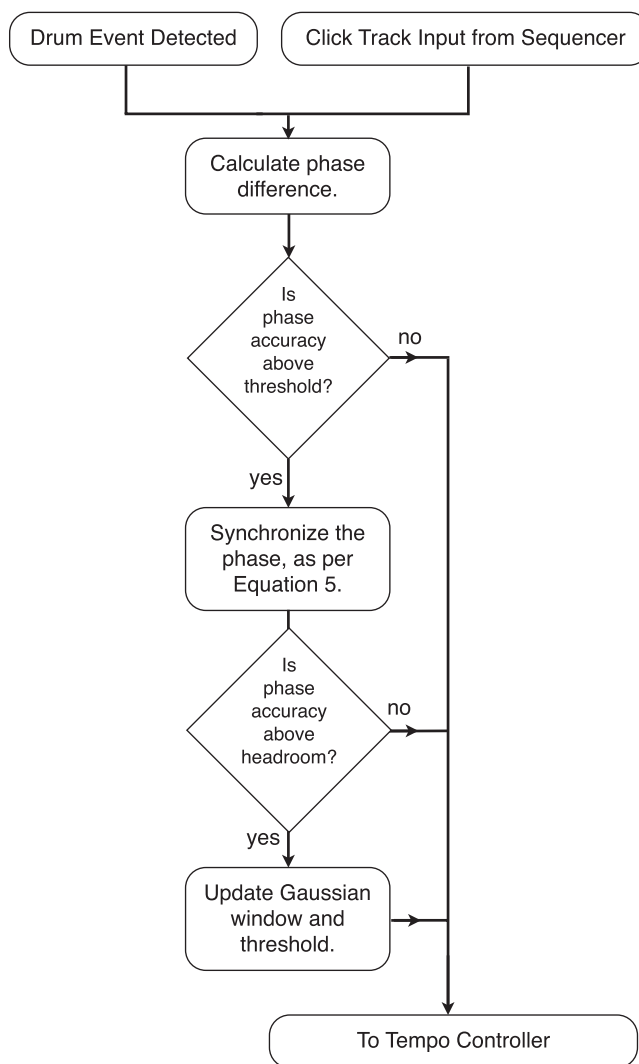 Drum Event Detected
Click Track Input from Sequencer
Calculate phase
difference.
Is
phase
accuracy
above
threshold?
no
yes
Synchronize the
phase, as per
Equation 5.
Is
phase
accuracy
above
headroom?
no
yes
Update Gaussian
window and
threshold.
To Tempo Controller